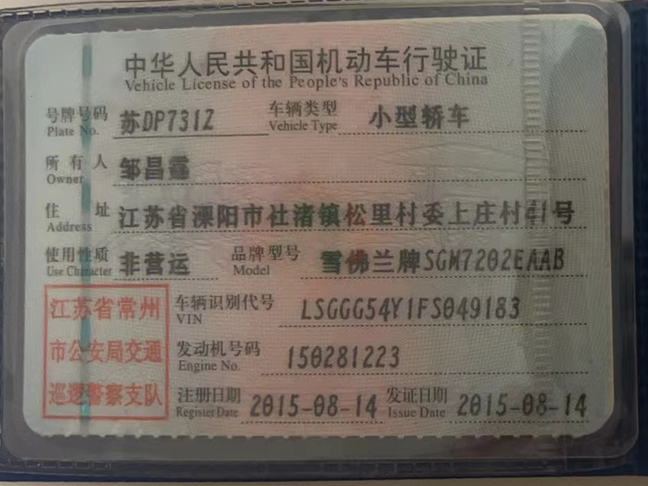 中华人民共和国机动车行驶证
Vehicle License of the People's Republic of China
号牌号码 苏DP731Z 车辆类型 小型轿车
Plate No. Vehicle Type
所有人 邹昌霞
Owner
住址 江苏省溧阳市社渚镇松里村委上庄村41号
Address
使用性质 非营运 品牌型号 雪佛兰牌SGM7202EAAB
Use Character Model
江苏省常州
市公安局交通
巡逻警察支队
车辆识别代号 LSGGG54Y1FS049183
VIN
发动机号码 150281223
Engine No.
注册日期 2015-08-14 发证日期 2015-08-14
Register Date Issue Date